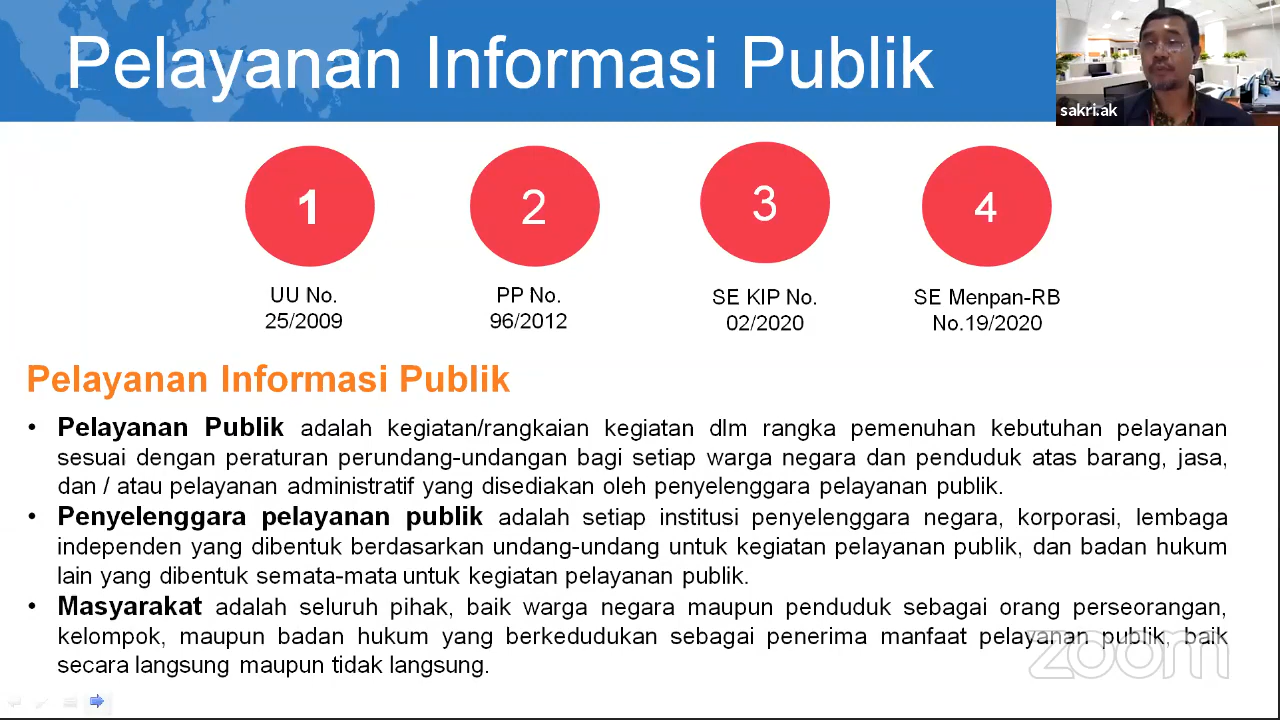 Pelayanan Informasi Publik
sakri.ak
1
2
3
4
UU No.
25/2009
PP No.
96/2012
SE KIP No.
02/2020
SE Menpan-RB
No.19/2020
Pelayanan Informasi Publik
• Pelayanan Publik adalah kegiatan/rangkaian kegiatan dlm rangka pemenuhan kebutuhan pelayanan
sesuai dengan peraturan perundang-undangan bagi setiap warga negara dan penduduk atas barang, jasa,
dan / atau pelayanan administratif yang disediakan oleh penyelenggara pelayanan publik.
• Penyelenggara pelayanan publik adalah setiap institusi penyelenggara negara, korporasi, lembaga
independen yang dibentuk berdasarkan undang-undang untuk kegiatan pelayanan publik, dan badan hukum
lain yang dibentuk semata-mata untuk kegiatan pelayanan publik.
• Masyarakat adalah seluruh pihak, baik warga negara maupun penduduk sebagai orang perseorangan,
kelompok, maupun badan hukum yang berkedudukan sebagai penerima manfaat pelayanan publik, baik
secara langsung maupun tidak langsung.
zoom